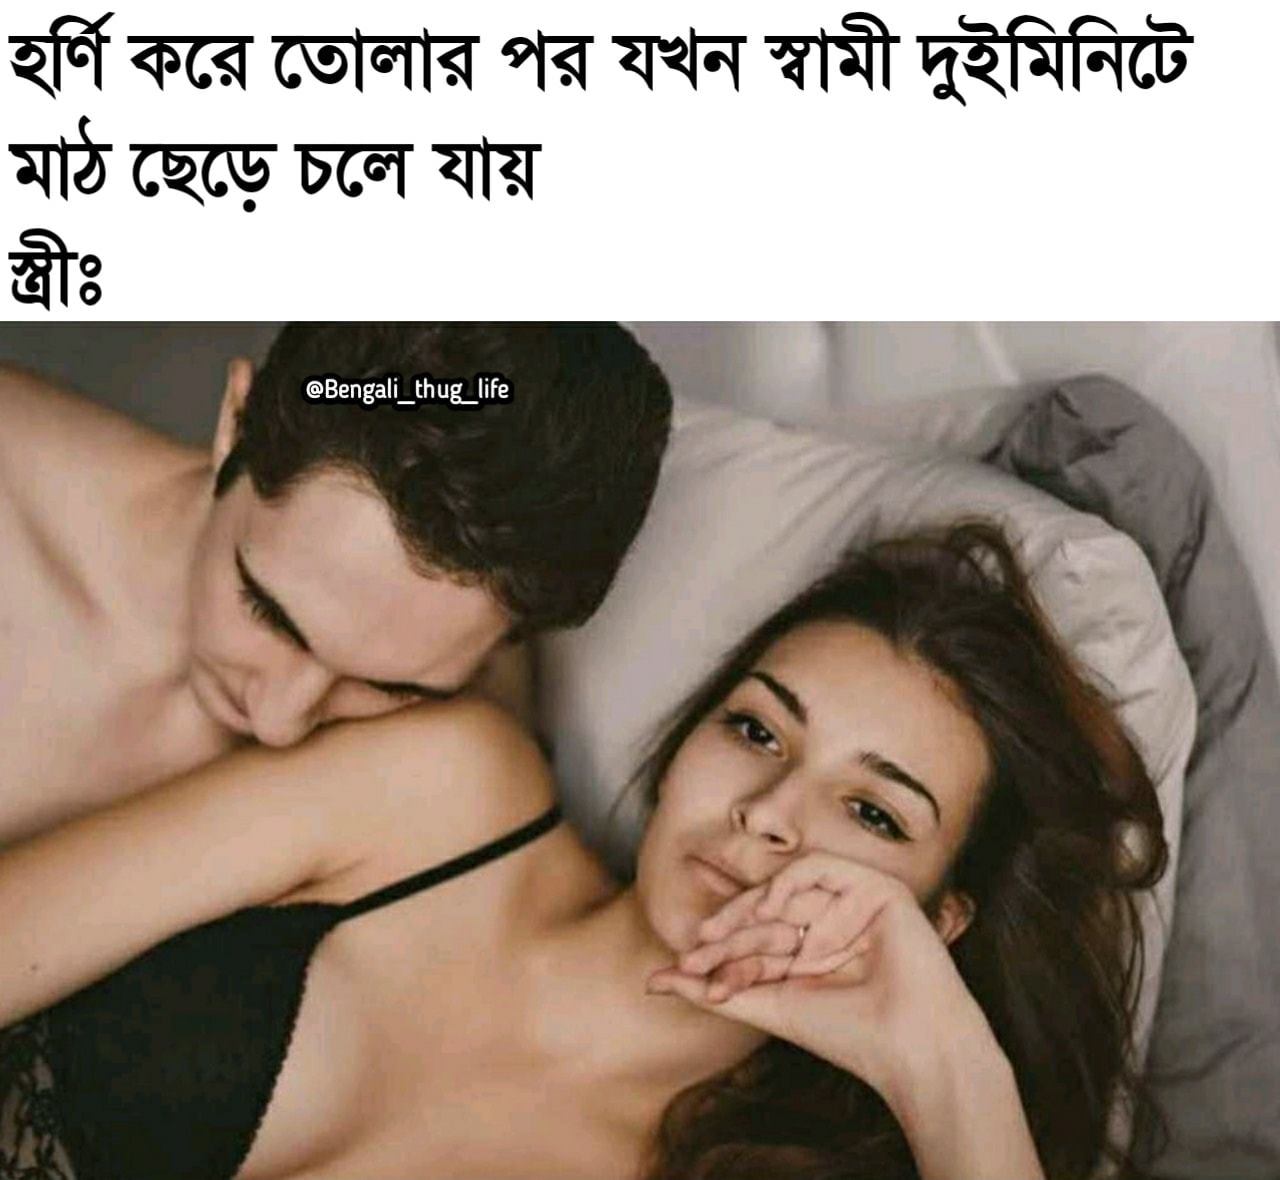 হর্ণি করে তোলার পর যখন স্বামী দুইমিনিটে
মাঠ ছেড়ে চলে যায়
স্ত্রীঃ
@Bengali_thug_life